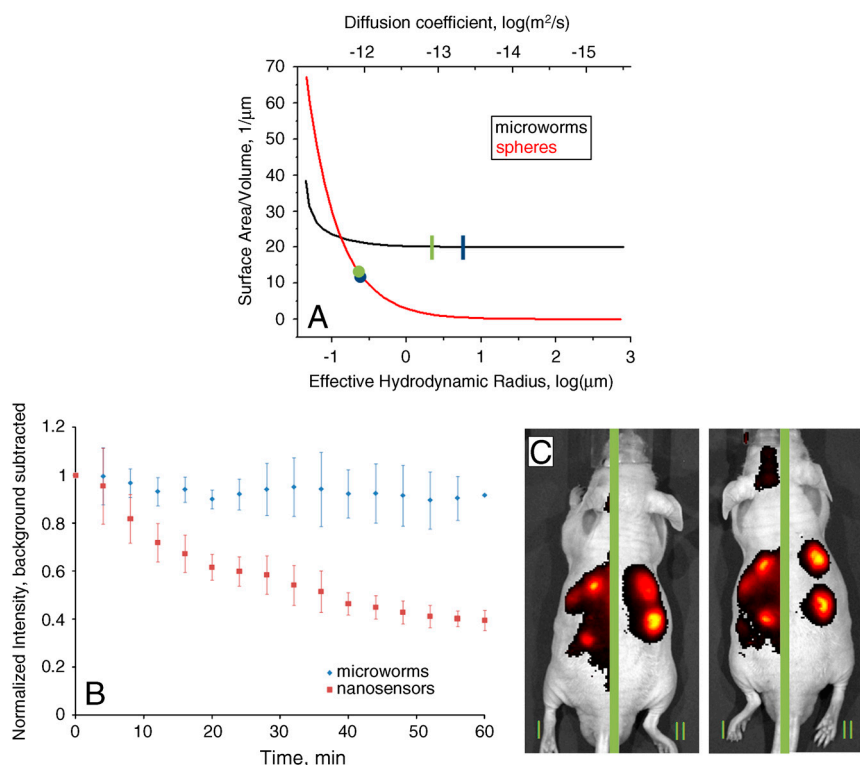 Diffusion coefficient, log(m²/s)
-12 -13 -14 -15
70
60
50
40
30
20
10
0
Surface Area/Volume, 1/μm
microworms
spheres
A
-1 0 1 2 3
Effective Hydrodynamic Radius, log(μm)
1.2
1
0.8
0.6
0.4
0.2
0
Normalized Intensity, background subtracted
microworms
nanosensors
B
0 10 20 30 40 50 60
Time, min
C
I II
I II